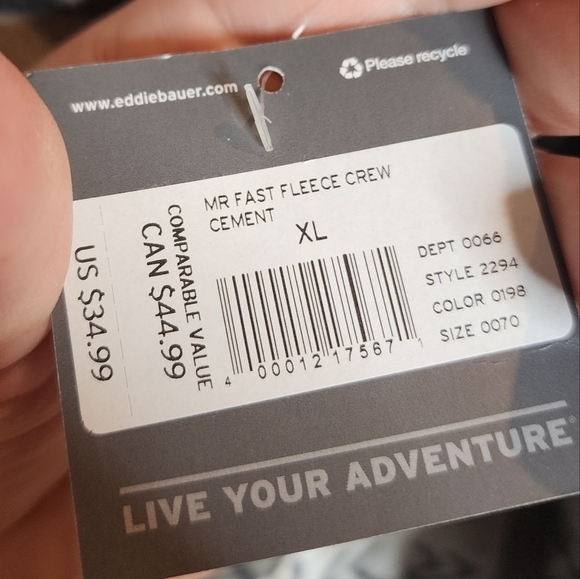 www.eddiebauer.com
Please recycle
MR FAST FLEECE CREW
CEMENT
XL
DEPT 0066
STYLE 2294
COLOR 0198
SIZE 0070
4 00012 17567 1
COMPARABLE VALUE
CAN $44.99
US $34.99
LIVE YOUR ADVENTURE®